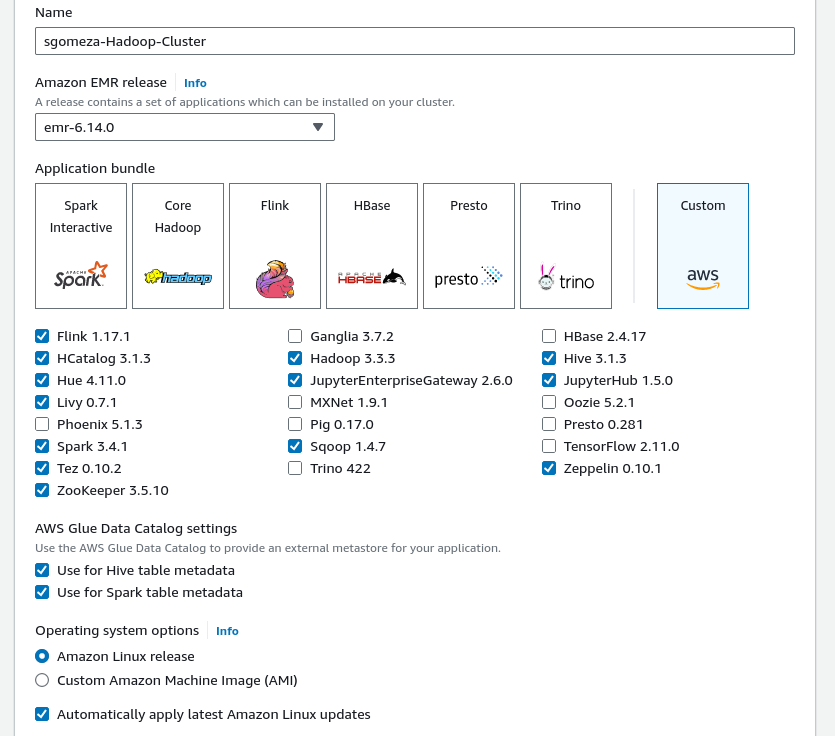 Name
sgomeza-Hadoop-Cluster
Amazon EMR release Info
A release contains a set of applications which can be installed on your cluster.
emr-6.14.0
Application bundle
Spark Interactive
APACHE Spark
Core Hadoop
hadoop
Flink
HBase
APACHE HBASE
Presto
presto
Trino
trino
Custom
aws
Flink 1.17.1 Ganglia 3.7.2 HBase 2.4.17
HCatalog 3.1.3 Hadoop 3.3.3 Hive 3.1.3
Hue 4.11.0 JupyterEnterpriseGateway 2.6.0 JupyterHub 1.5.0
Livy 0.7.1 MXNet 1.9.1 Oozie 5.2.1
Phoenix 5.1.3 Pig 0.17.0 Presto 0.281
Spark 3.4.1 Sqoop 1.4.7 TensorFlow 2.11.0
Tez 0.10.2 Trino 422 Zeppelin 0.10.1
ZooKeeper 3.5.10
AWS Glue Data Catalog settings
Use the AWS Glue Data Catalog to provide an external metastore for your application.
Use for Hive table metadata
Use for Spark table metadata
Operating system options Info
Amazon Linux release
Custom Amazon Machine Image (AMI)
Automatically apply latest Amazon Linux updates